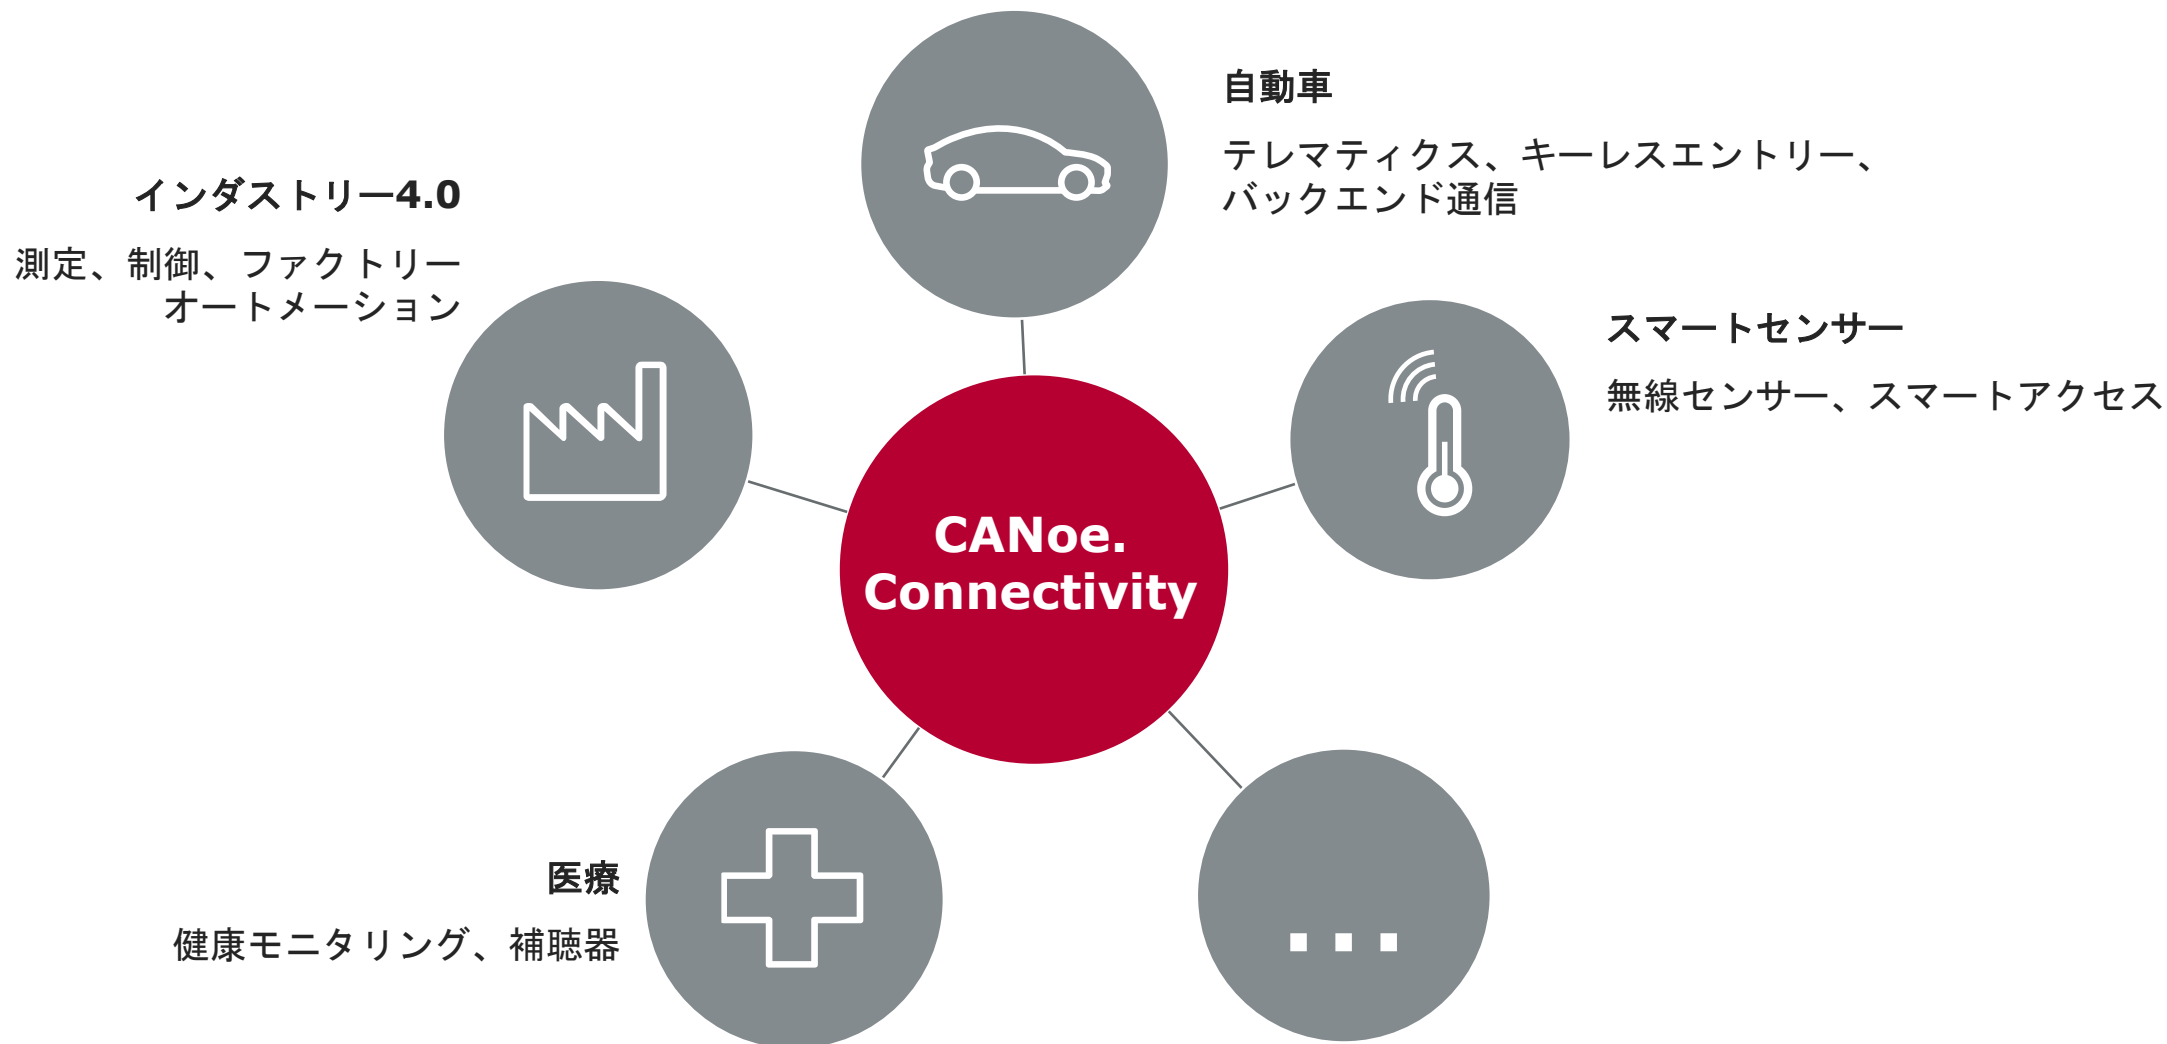 自動車
テレマティクス、キーレスエントリー、
バックエンド通信
インダストリー4.0
測定、制御、ファクトリー
オートメーション
スマートセンサー
無線センサー、スマートアクセス
CANoe.
Connectivity
医療
健康モニタリング、補聴器
...